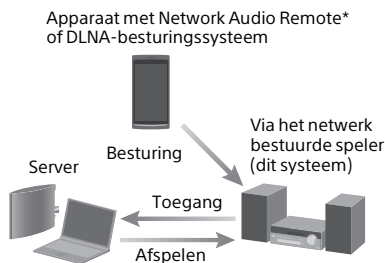 Apparaat met Network Audio Remote*
of DLNA-besturingssysteem
Via het netwerk
bestuurde speler
(dit systeem)
Besturing
Server
Toegang
Afspelen